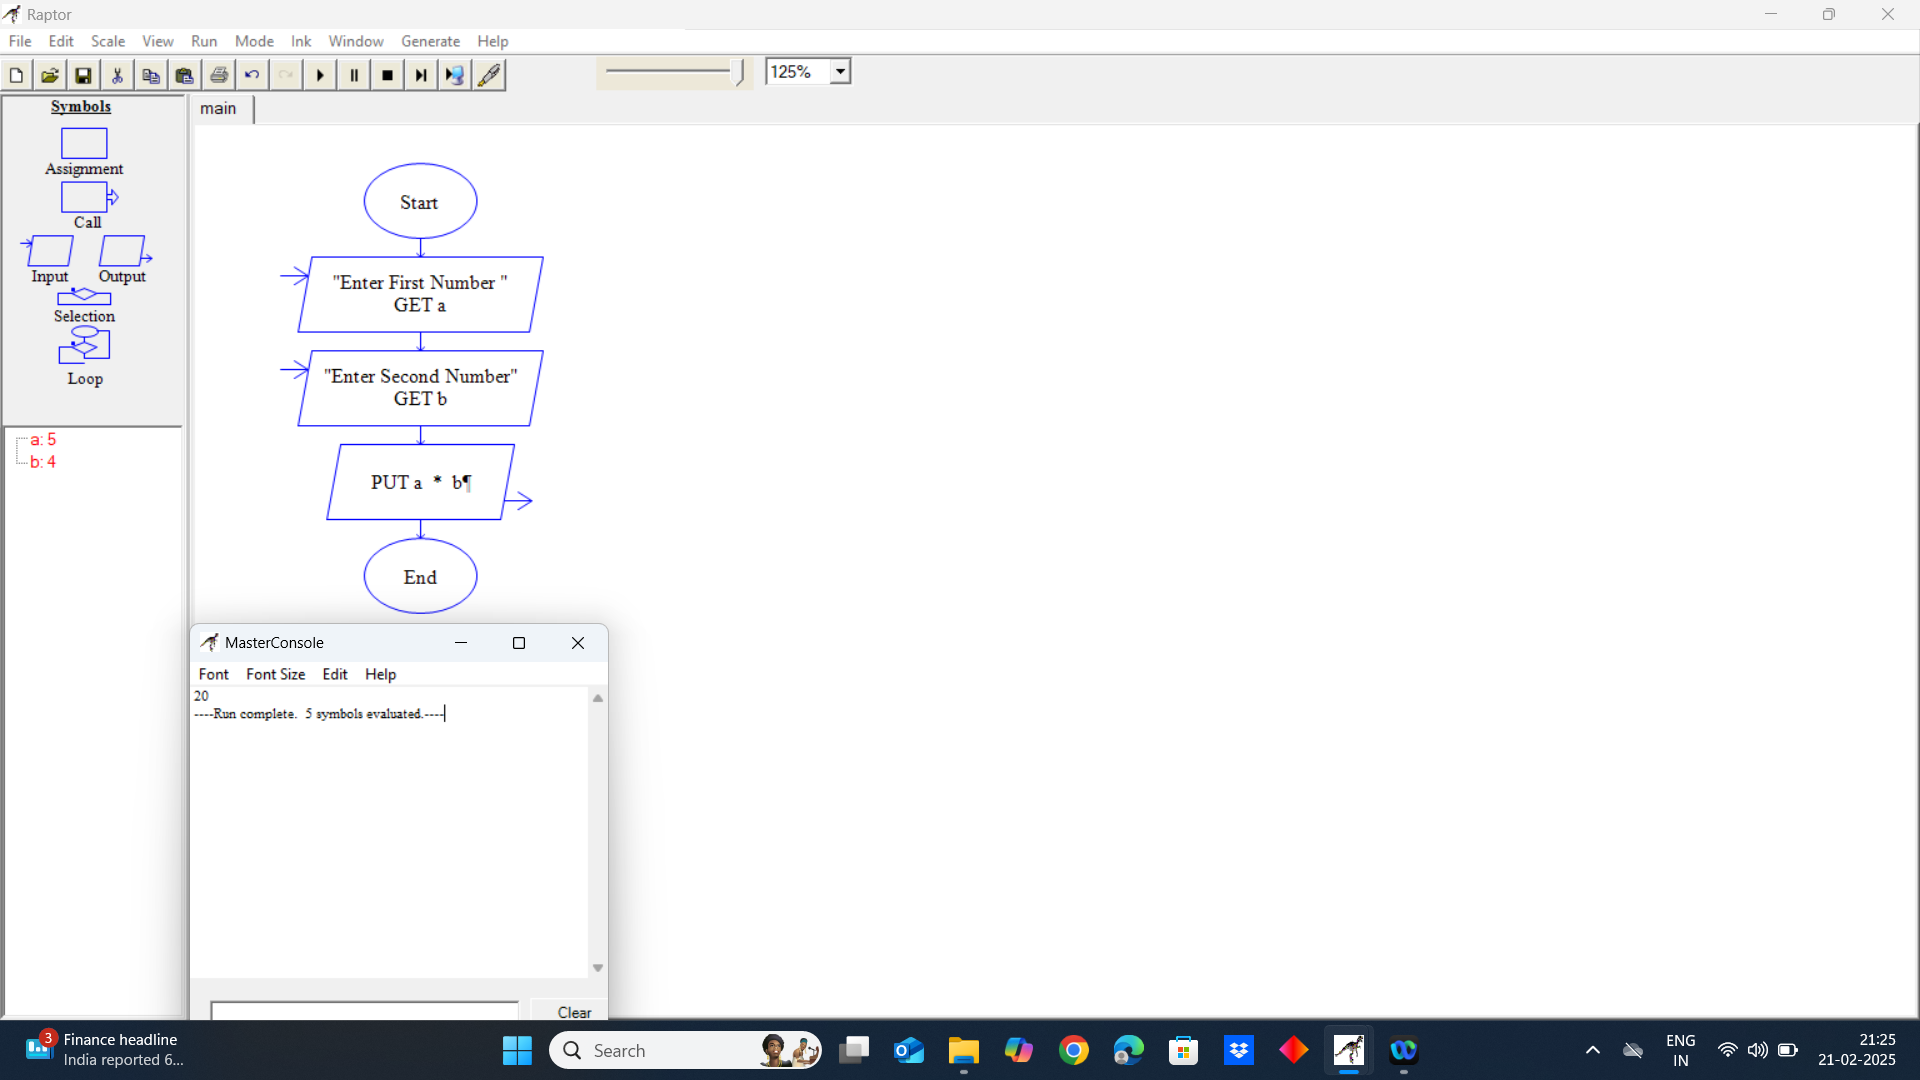 Raptor
File Edit Scale View Run Mode Ink Window Generate Help
125%
Symbols
Assignment
Call
Input Output
Selection
Loop
a: 5
b: 4
main
Start
"Enter First Number "
GET a
"Enter Second Number"
GET b
PUT a * b¶
End
MasterConsole
Font Font Size Edit Help
20
----Run complete. 5 symbols evaluated.----
Clear
3
Finance headline
India reported 6...
Search
ENG
IN
21:25
21-02-2025